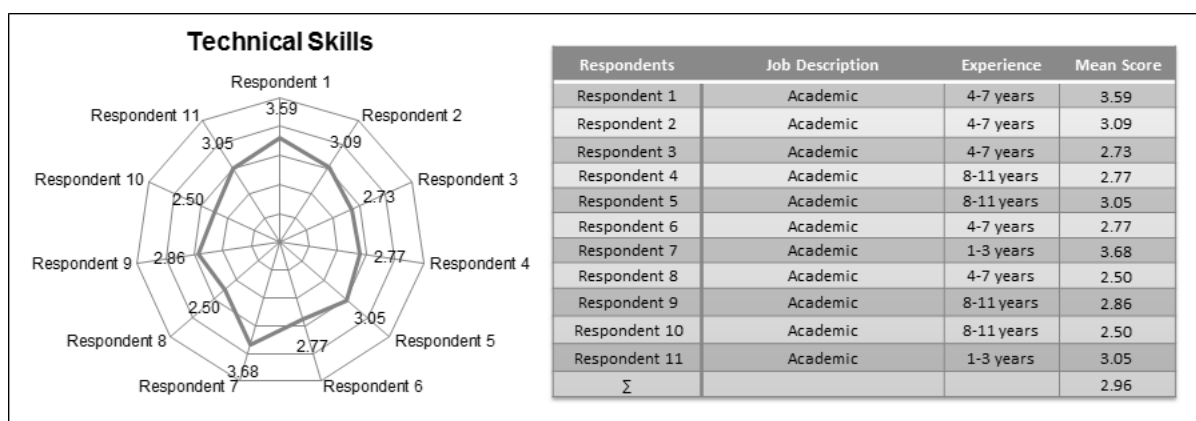 Technical Skills
Respondent 1
3.59
Respondent 11
Respondent 2
3.05
3.09
Respondent 10
Respondent 3
2.50
2.73
Respondent 9
2.86
2.77
Respondent 4
2.50
3.05
Respondent 8
2.77
Respondent 5
3.68
Respondent 7
Respondent 6
Respondents Job Description Experience Mean Score
Respondent 1 Academic 4-7 years 3.59
Respondent 2 Academic 4-7 years 3.09
Respondent 3 Academic 4-7 years 2.73
Respondent 4 Academic 8-11 years 2.77
Respondent 5 Academic 8-11 years 3.05
Respondent 6 Academic 4-7 years 2.77
Respondent 7 Academic 1-3 years 3.68
Respondent 8 Academic 4-7 years 2.50
Respondent 9 Academic 8-11 years 2.86
Respondent 10 Academic 8-11 years 2.50
Respondent 11 Academic 1-3 years 3.05
∑ 2.96